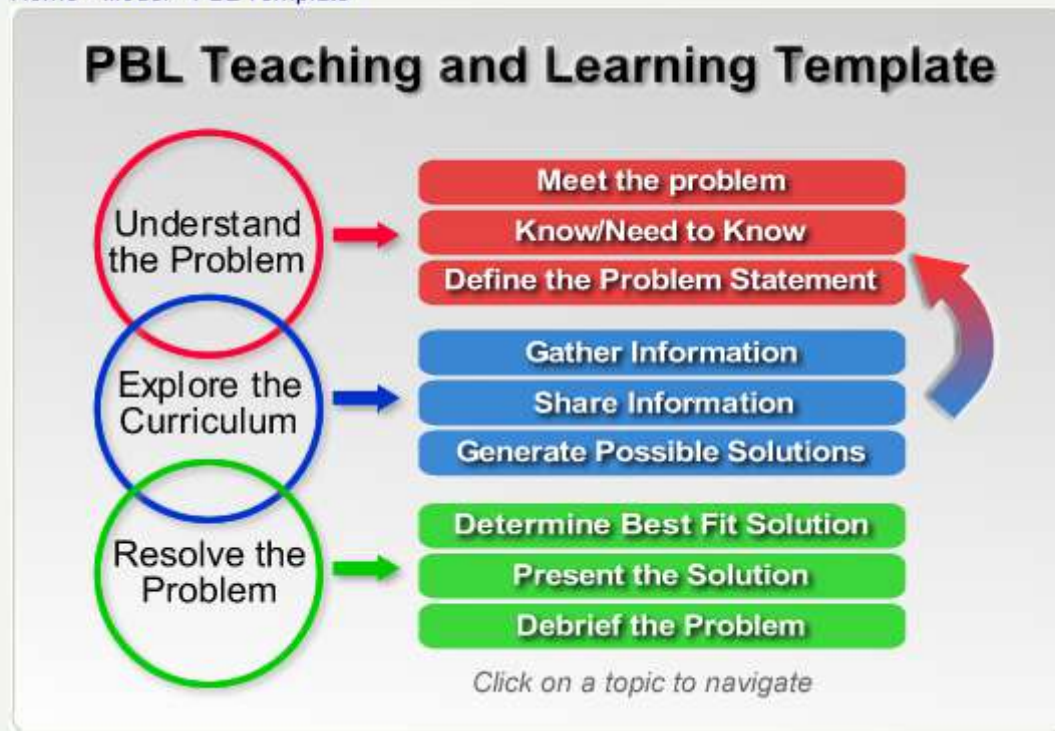 PBL Teaching and Learning Template
Understand
the Problem
Meet the problem
Know/Need to Know
Define the Problem Statement
Explore the
Curriculum
Gather Information
Share Information
Generate Possible Solutions
Resolve the
Problem
Determine Best Fit Solution
Present the Solution
Debrief the Problem
Click on a topic to navigate